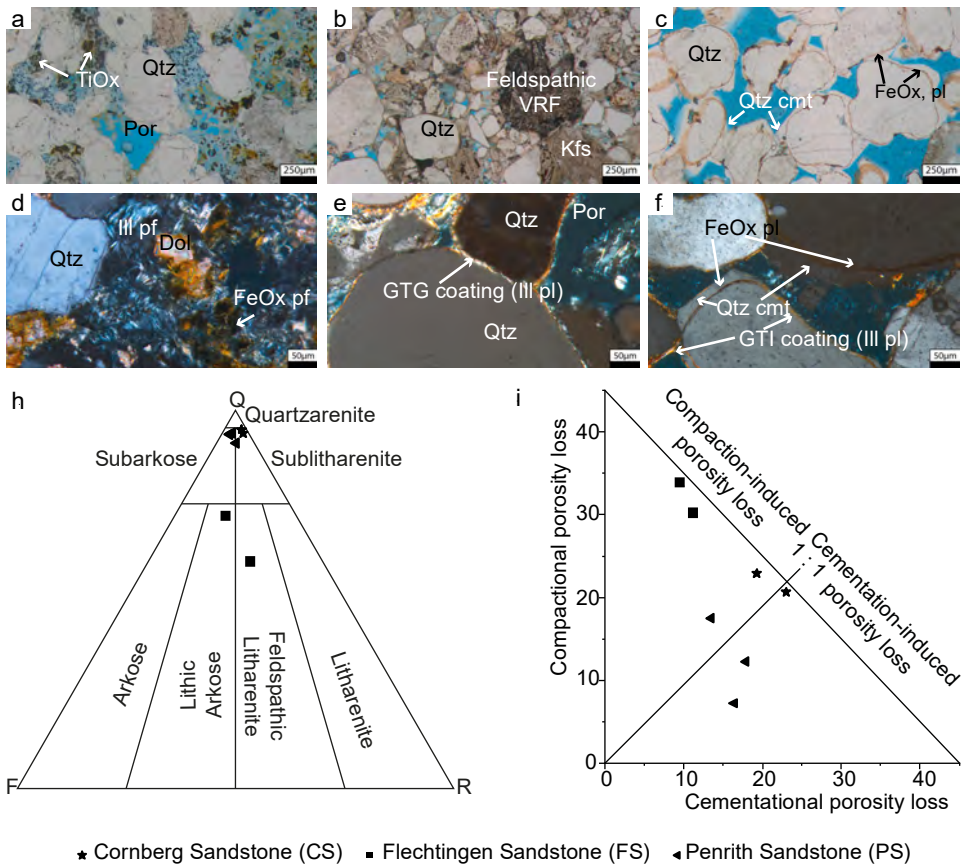 a
TiOx
Qtz
Por
250µm
b
Feldspathic
VRF
Qtz
Kfs
250µm
c
Qtz
Qtz cmt
FeOx, pl
250µm
d
Ill pf
Dol
Qtz
FeOx pf
50µm
e
Qtz
Por
GTG coating (Ill pl)
Qtz
50µm
f
FeOx pl
Qtz cmt
GTI coating (Ill pl)
50µm
h
Q
Quartzarenite
Subarkose
Sublitharenite
Arkose
Lithic
Arkose
Feldspathic
Litharenite
Litharenite
F
R
i
Compactional porosity loss
40
30
20
10
0
0
10
20
30
40
Cementational porosity loss
Compaction-induced
porosity loss
1 : 1
Cementation-induced
porosity loss
Cornberg Sandstone (CS)
Flechtingen Sandstone (FS)
Penrith Sandstone (PS)